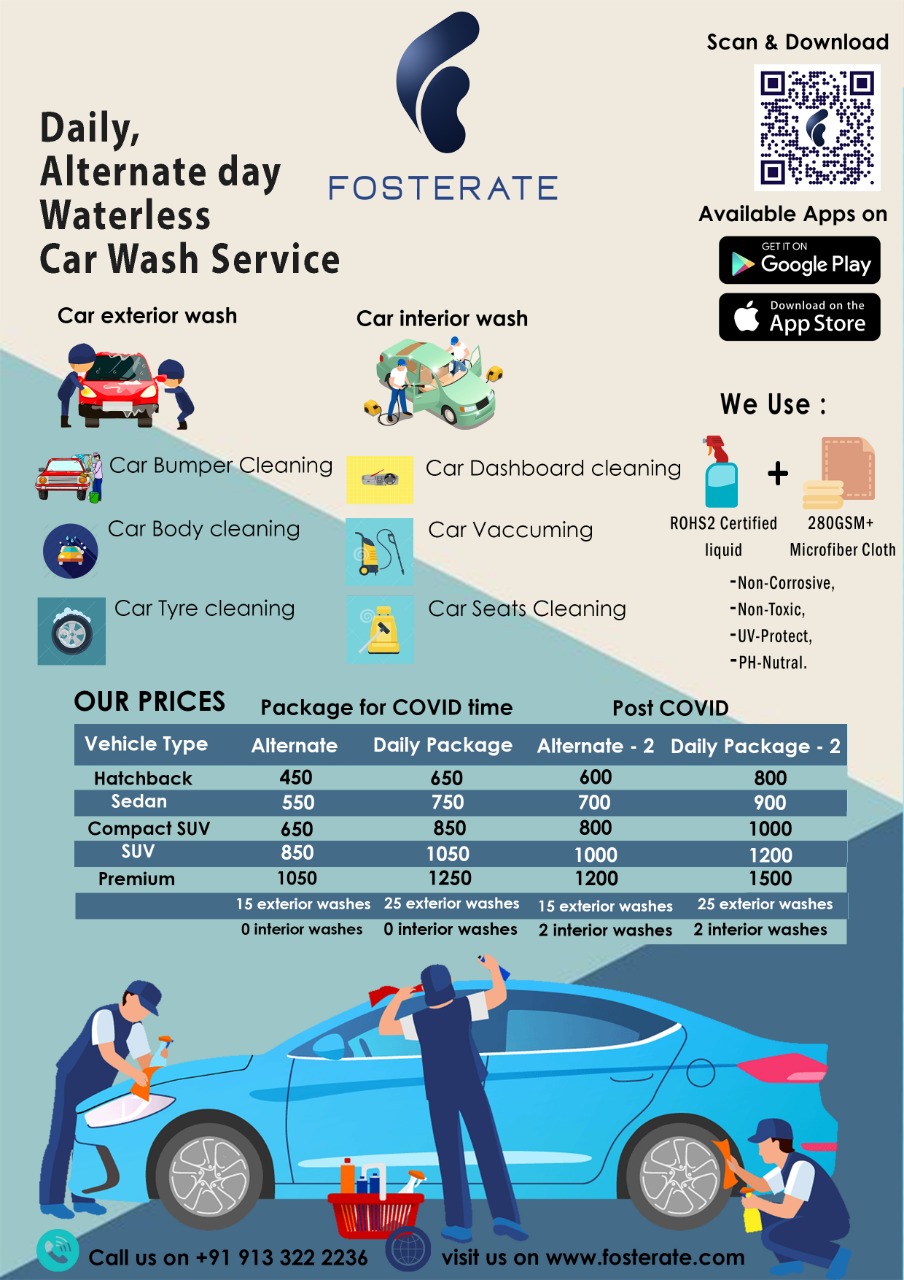 Scan & Download
Daily,
Alternate day
Waterless
Car Wash Service
FOSTERATE
Available Apps on
GET IT ON
Google Play
Download on the
App Store
Car exterior wash
Car interior wash
We Use :
Car Bumper Cleaning
Car Dashboard cleaning
+
ROHS2 Certified
liquid
280GSM+
Microfiber Cloth
Car Body cleaning
Car Vaccuming
-Non-Corrosive,
-Non-Toxic,
-UV-Protect,
-PH-Nutral.
Car Tyre cleaning
Car Seats Cleaning
OUR PRICES Package for COVID time Post COVID
Vehicle Type Alternate Daily Package Alternate - 2 Daily Package - 2
Hatchback 450 650 600 800
Sedan 550 750 700 900
Compact SUV 650 850 800 1000
SUV 850 1050 1000 1200
Premium 1050 1250 1200 1500
15 exterior washes 25 exterior washes 15 exterior washes 25 exterior washes
0 interior washes 0 interior washes 2 interior washes 2 interior washes
Call us on +91 913 322 2236 visit us on www.fosterate.com